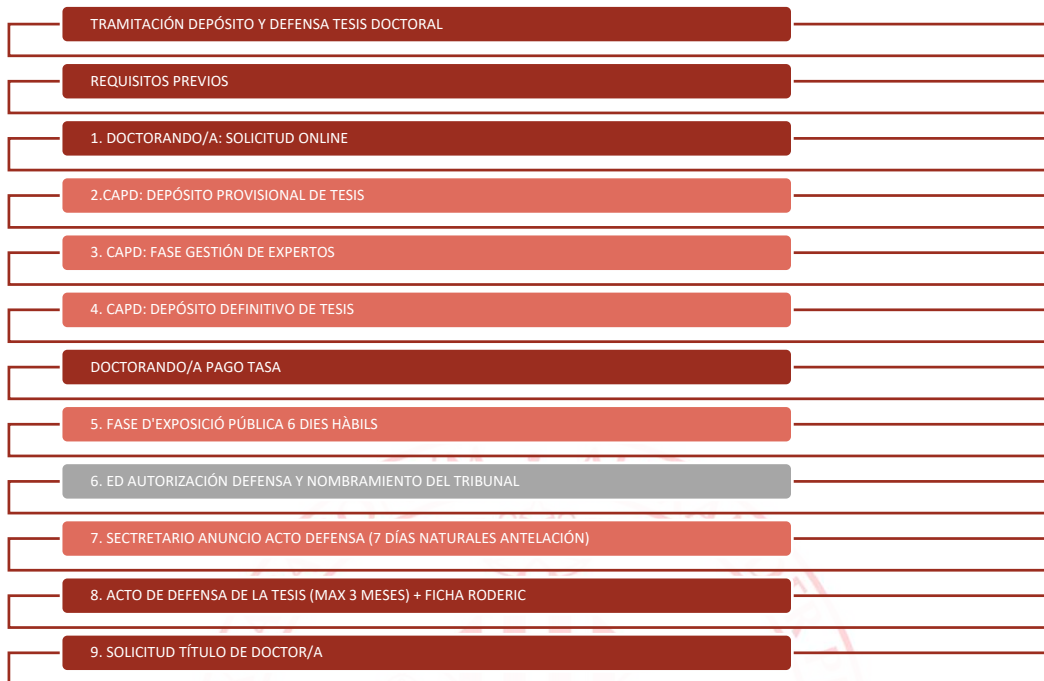 TRAMITACIÓN DEPÓSITO Y DEFENSA TESIS DOCTORAL
REQUISITOS PREVIOS
1. DOCTORANDO/A: SOLICITUD ONLINE
2.CAPD: DEPÓSITO PROVISIONAL DE TESIS
3. CAPD: FASE GESTIÓN DE EXPERTOS
4. CAPD: DEPÓSITO DEFINITIVO DE TESIS
DOCTORANDO/A PAGO TASA
5. FASE D'EXPOSICIÓ PÚBLICA 6 DIES HÀBILS
6. ED AUTORIZACIÓN DEFENSA Y NOMBRAMIENTO DEL TRIBUNAL
7. SECTRETARIO ANUNCIO ACTO DEFENSA (7 DÍAS NATURALES ANTELACIÓN)
8. ACTO DE DEFENSA DE LA TESIS (MAX 3 MESES) + FICHA RODERIC
9. SOLICITUD TÍTULO DE DOCTOR/A